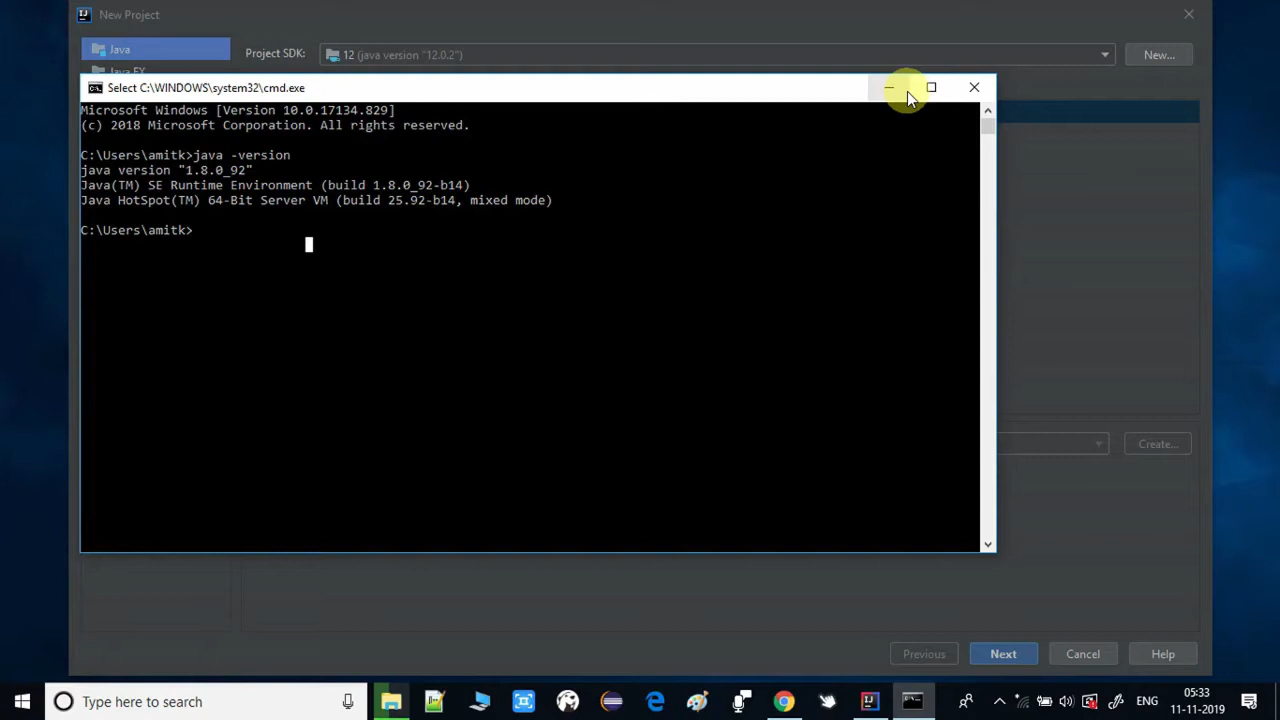 New Project
Java
Project SDK:
12 (java version "12.0.2")
New...
Java FX
Select C:\WINDOWS\system32\cmd.exe
Microsoft Windows [Version 10.0.17134.829]
(c) 2018 Microsoft Corporation. All rights reserved.
C:\Users\amitk>java -version
java version "1.8.0_92"
Java(TM) SE Runtime Environment (build 1.8.0_92-b14)
Java HotSpot(TM) 64-Bit Server VM (build 25.92-b14, mixed mode)
C:\Users\amitk>
Create...
Previous
Next
Cancel
Help
Type here to search
ENG
05:33
11-11-2019